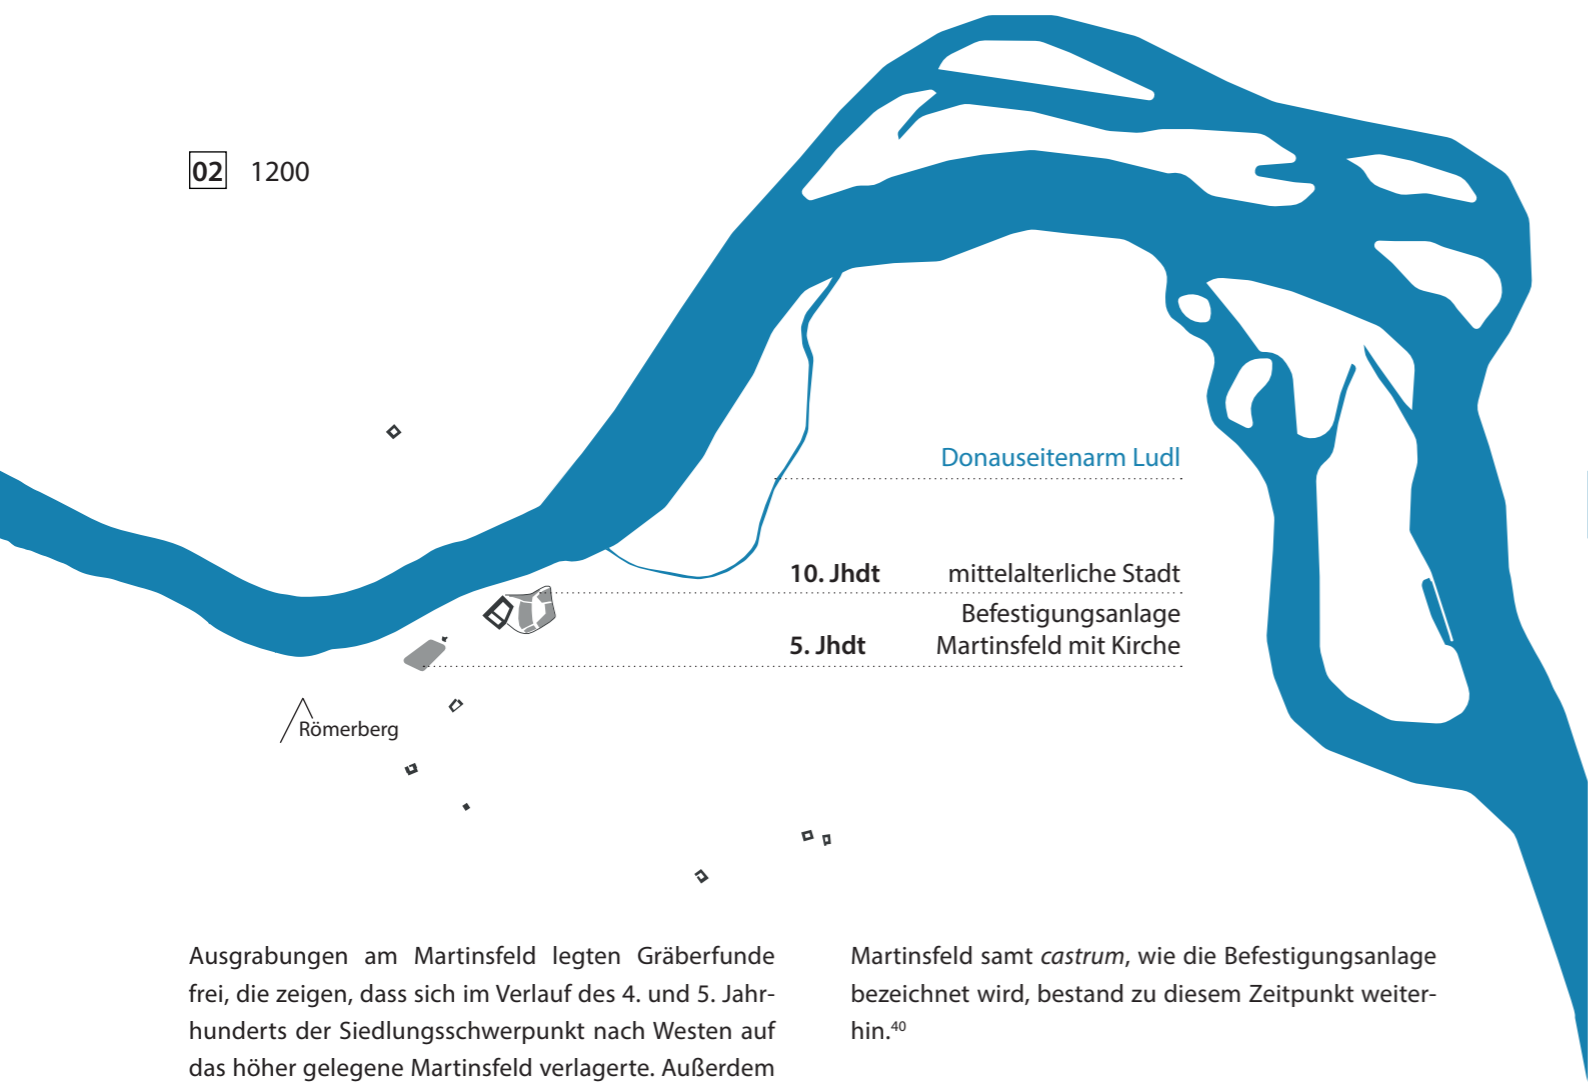 02 1200
Donauseitenarm Ludl
10. Jhdt mittelalterliche Stadt
Befestigungsanlage
5. Jhdt Martinsfeld mit Kirche
Römerberg
Ausgrabungen am Martinsfeld legten Gräberfunde
frei, die zeigen, dass sich im Verlauf des 4. und 5. Jahr-
hunderts der Siedlungsschwerpunkt nach Westen auf
das höher gelegene Martinsfeld verlagerte. Außerdem
Martinsfeld samt castrum, wie die Befestigungsanlage
bezeichnet wird, bestand zu diesem Zeitpunkt weiter-
hin.⁴⁰